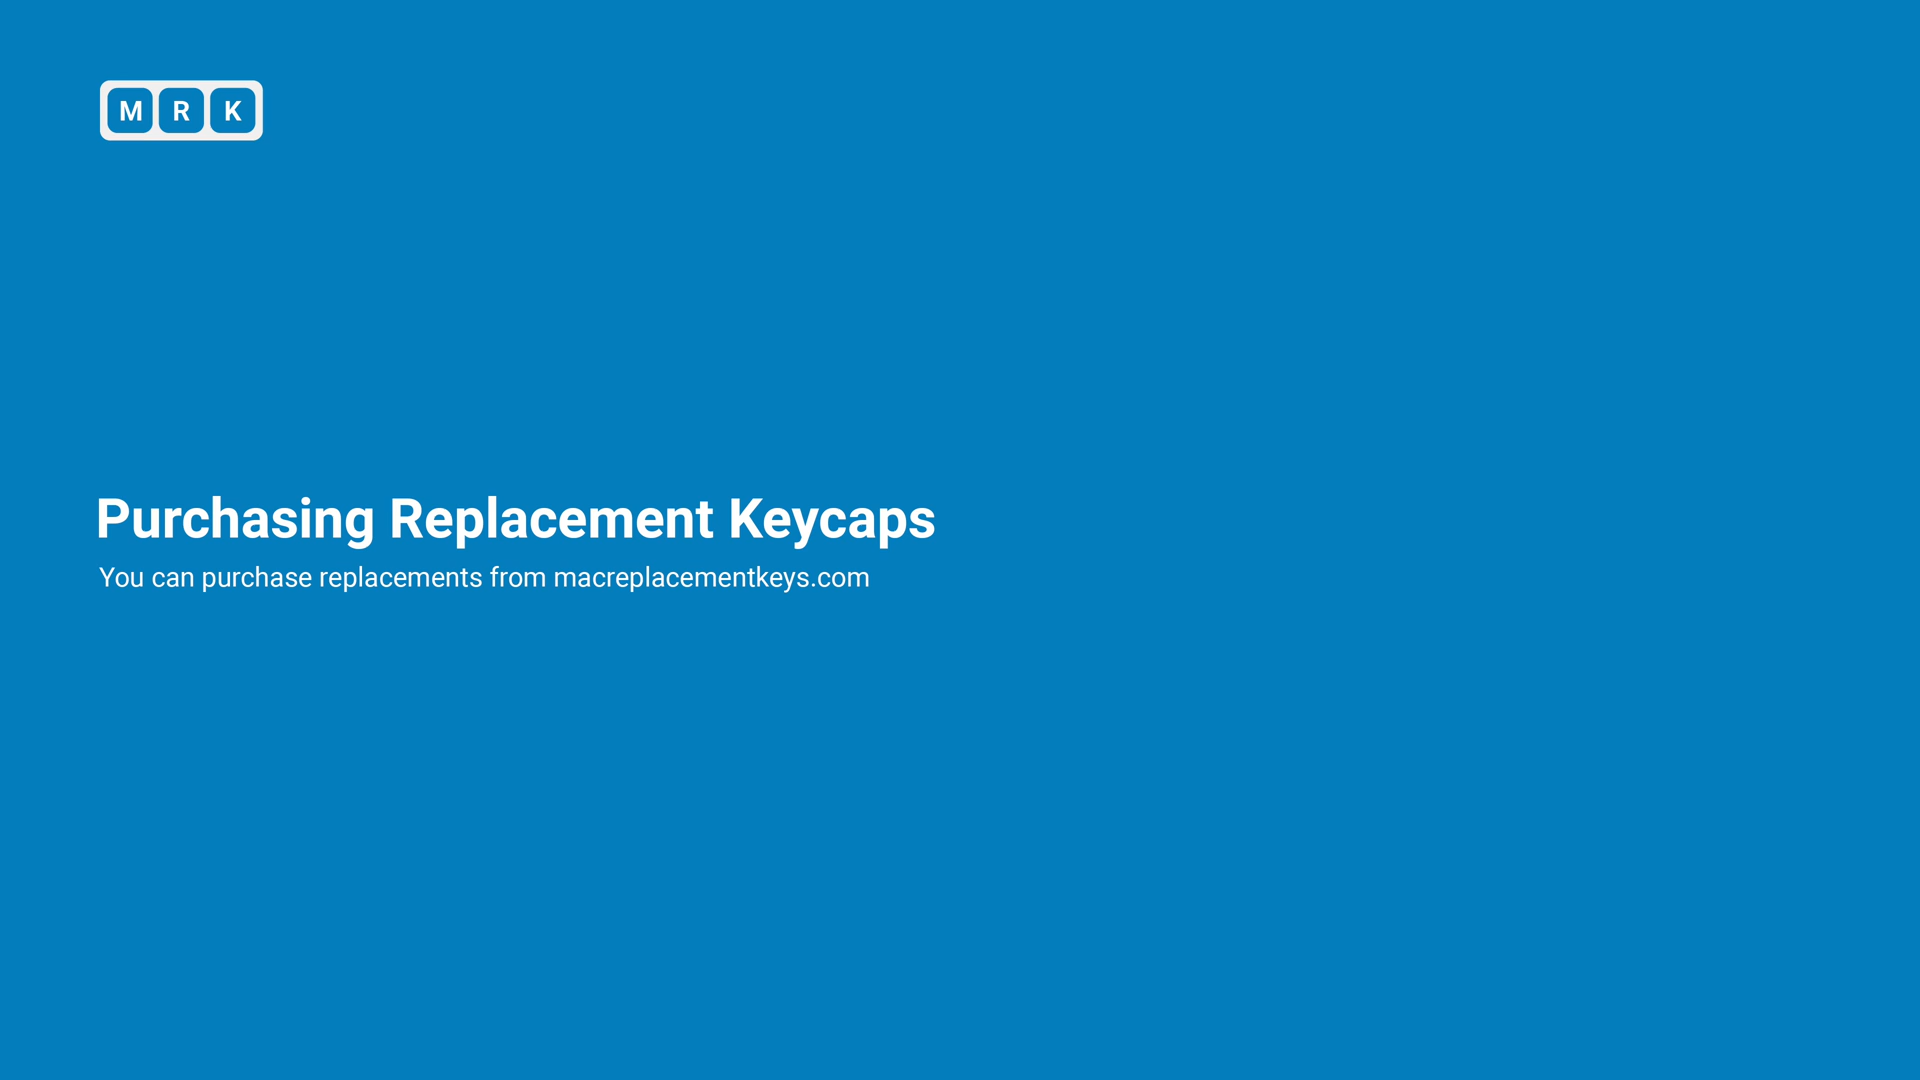 M R K
Purchasing Replacement Keycaps
You can purchase replacements from macreplacementkeys.com